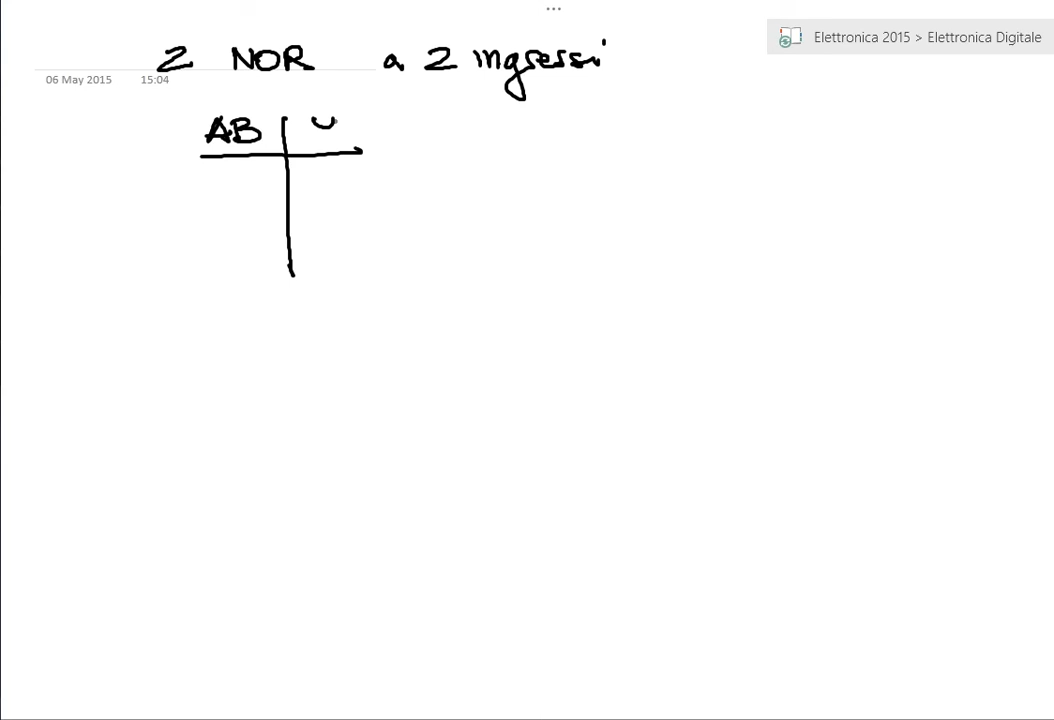 Elettronica 2015 > Elettronica Digitale
2 NOR a 2 ingressi
06 May 2015 15:04
AB